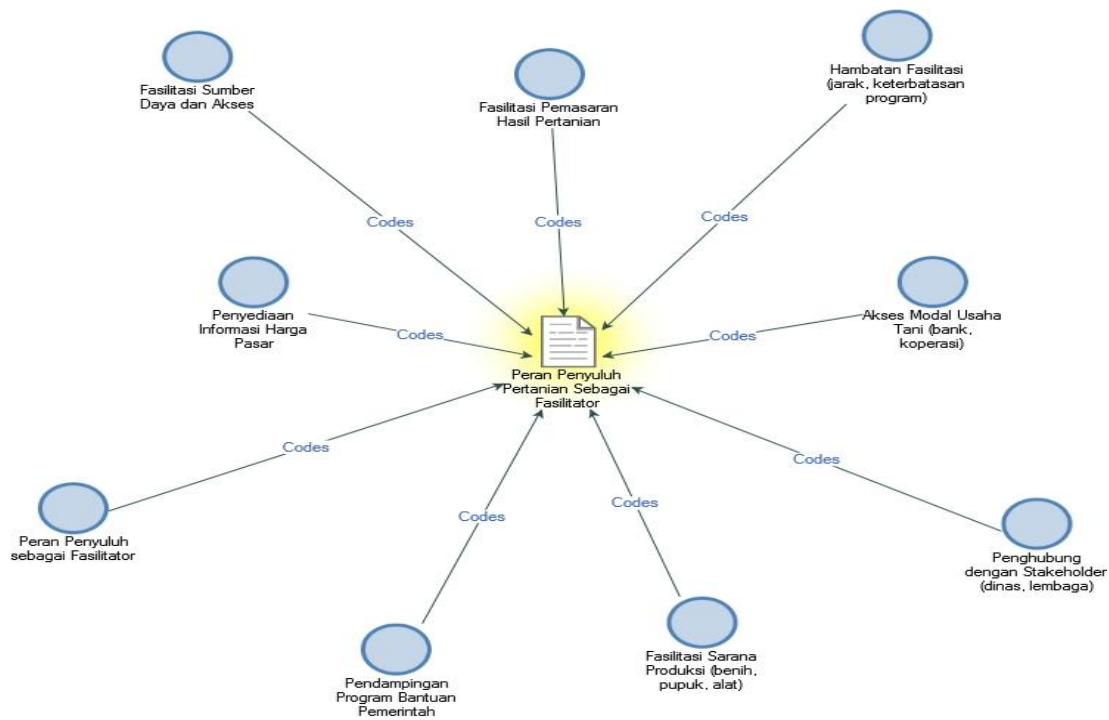 Fasilitasi Sumber
Daya dan Akses
Fasilitasi Pemasaran
Hasil Pertanian
Hambatan Fasilitasi
(jarak, keterbatasan
program)
Codes
Codes
Codes
Penyediaan
Informasi Harga
Pasar
Codes
Akses Modal Usaha
Tani (bank,
koperasi)
Codes
Peran Penyuluh
Pertanian Sebagai
Fasilitator
Codes
Codes
Codes
Codes
Peran Penyuluh
sebagai Fasilitator
Penghubung
dengan Stakeholder
(dinas, lembaga)
Pendampingan
Program Bantuan
Pemerintah
Fasilitasi Sarana
Produksi (benih,
pupuk, alat)